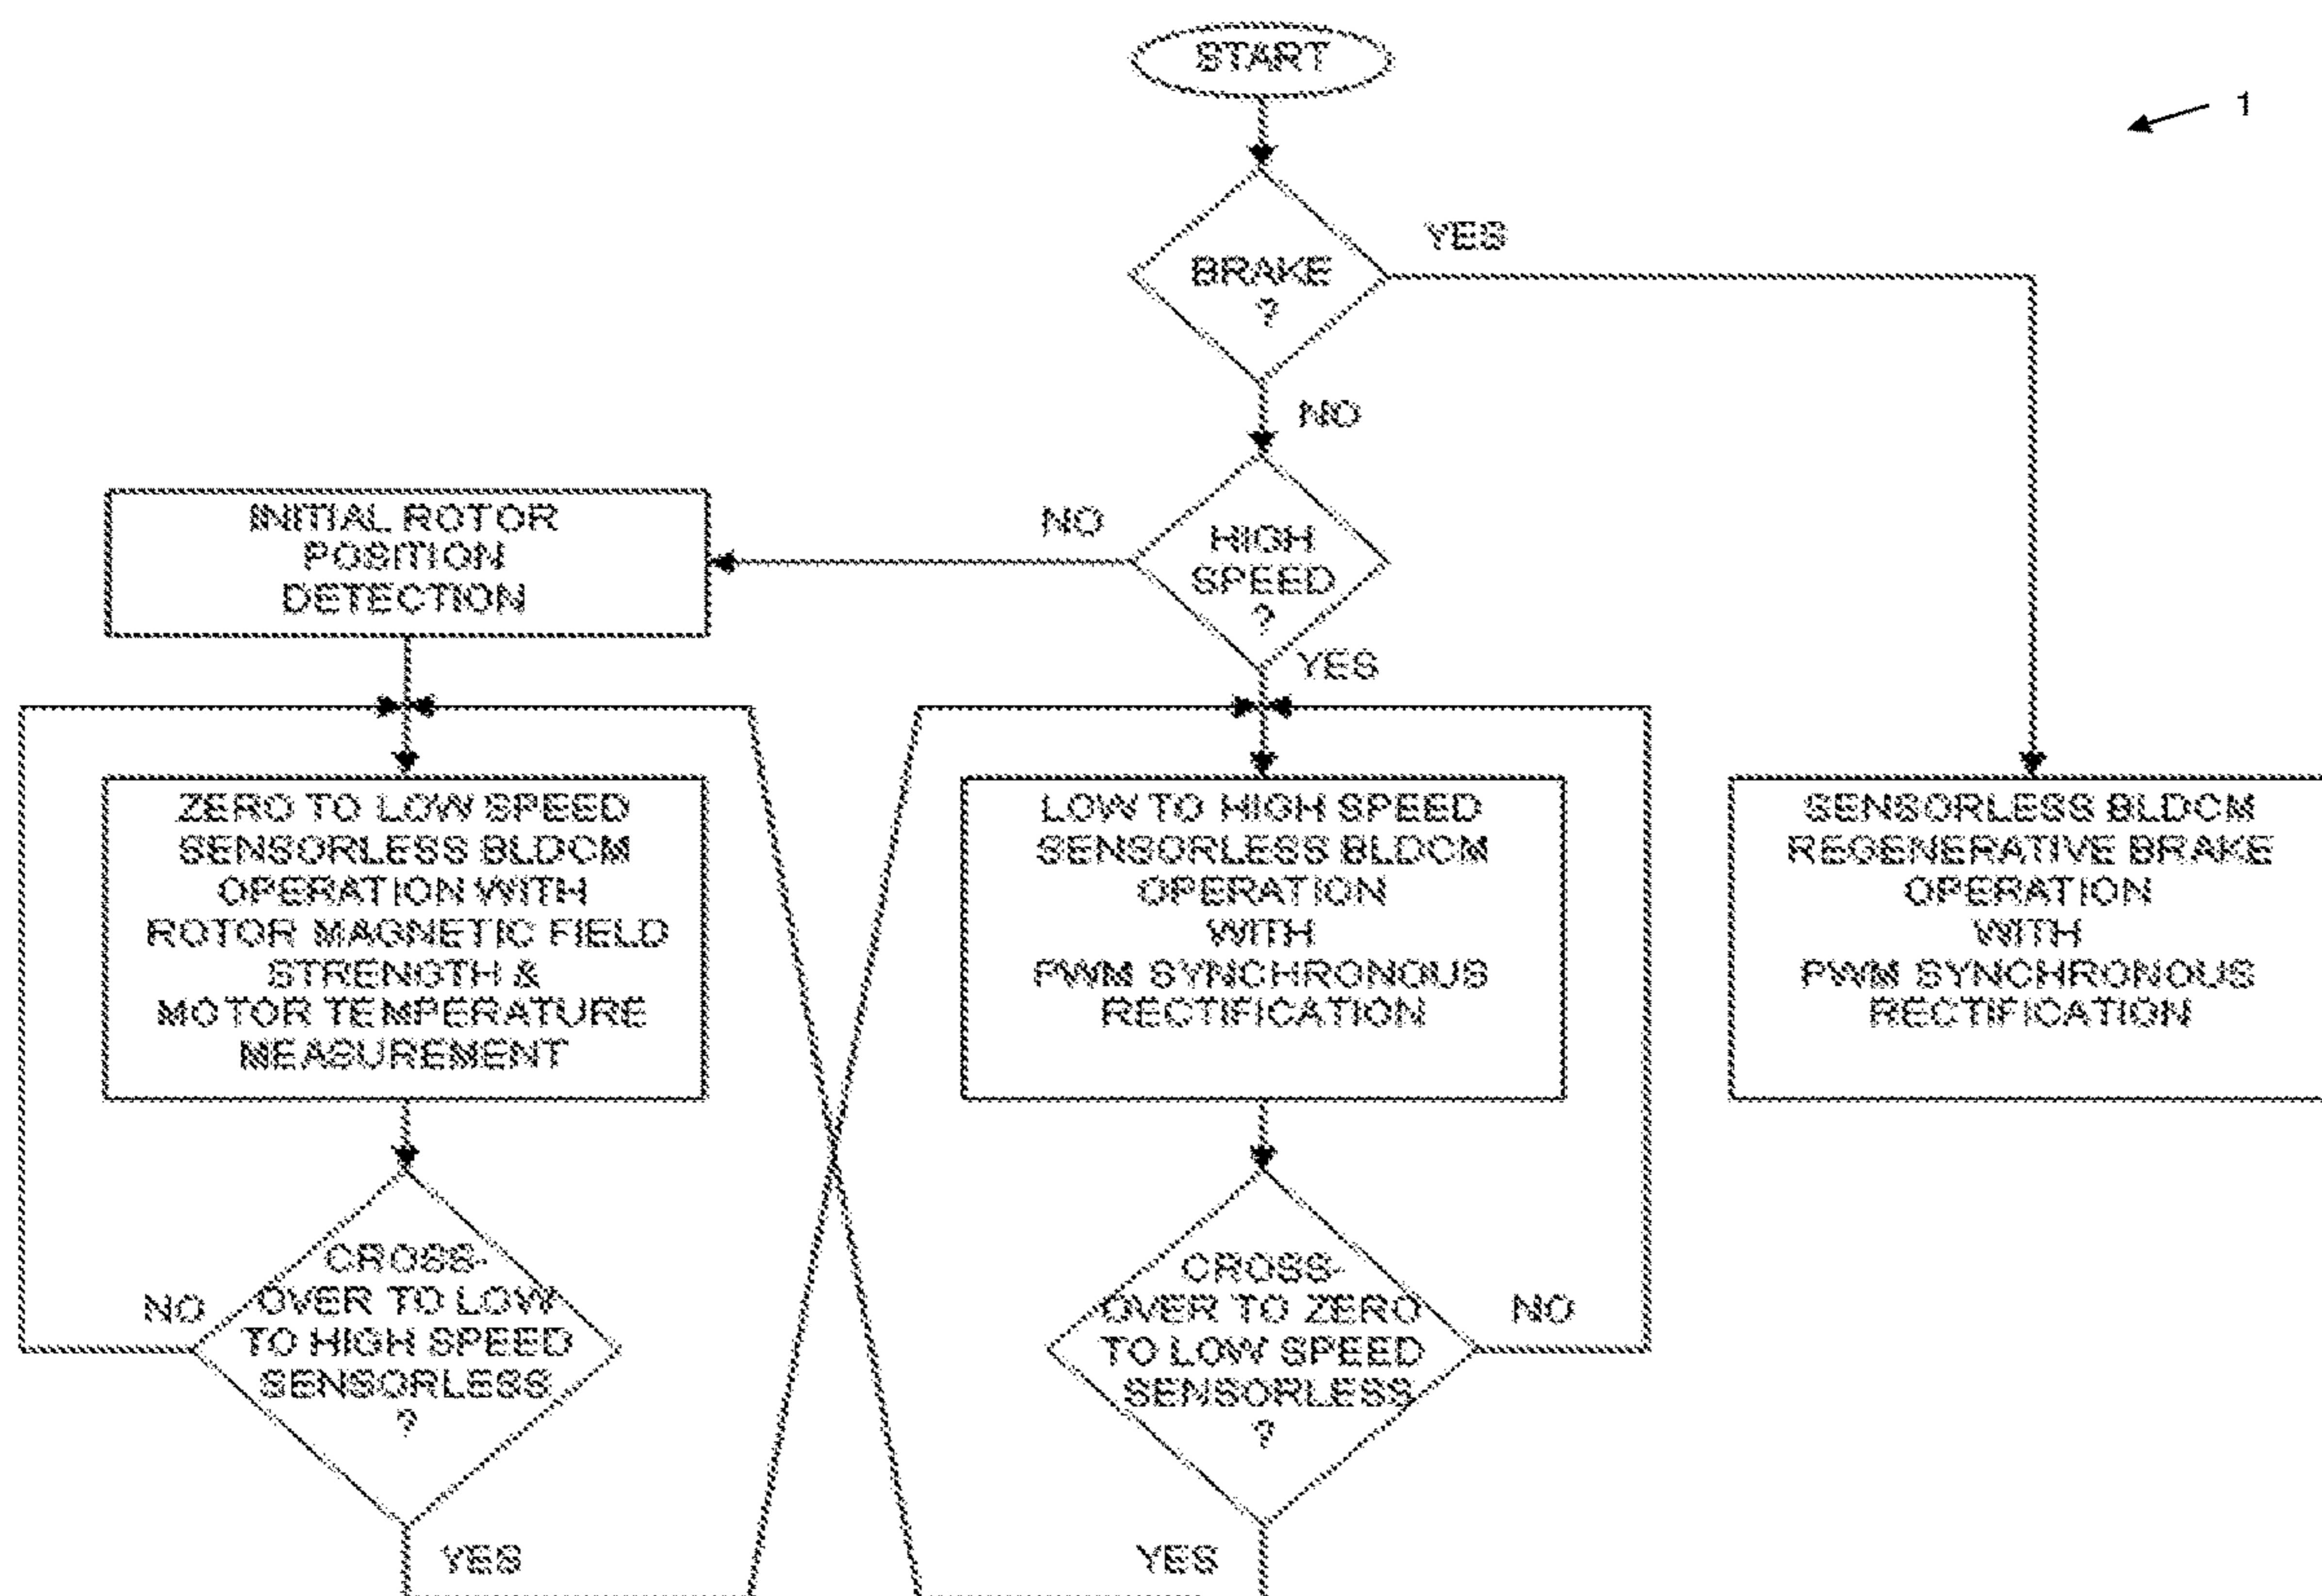 START
1
BRAKE
?
YES
NO
HIGH
SPEED
?
NO
YES
INITIAL ROTOR
POSITION
DETECTION
ZERO TO LOW SPEED
SENSORLESS BLDCM
OPERATION WITH
ROTOR MAGNETIC FIELD
STRENGTH &
MOTOR TEMPERATURE
MEASUREMENT
LOW TO HIGH SPEED
SENSORLESS BLDCM
OPERATION
WITH
PWM SYNCHRONOUS
RECTIFICATION
SENSORLESS BLDCM
REGENERATIVE BRAKE
OPERATION
WITH
PWM SYNCHRONOUS
RECTIFICATION
CROSS-
OVER TO LOW
TO HIGH SPEED
SENSORLESS
?
NO
YES
CROSS-
OVER TO ZERO
TO LOW SPEED
SENSORLESS
?
NO
YES